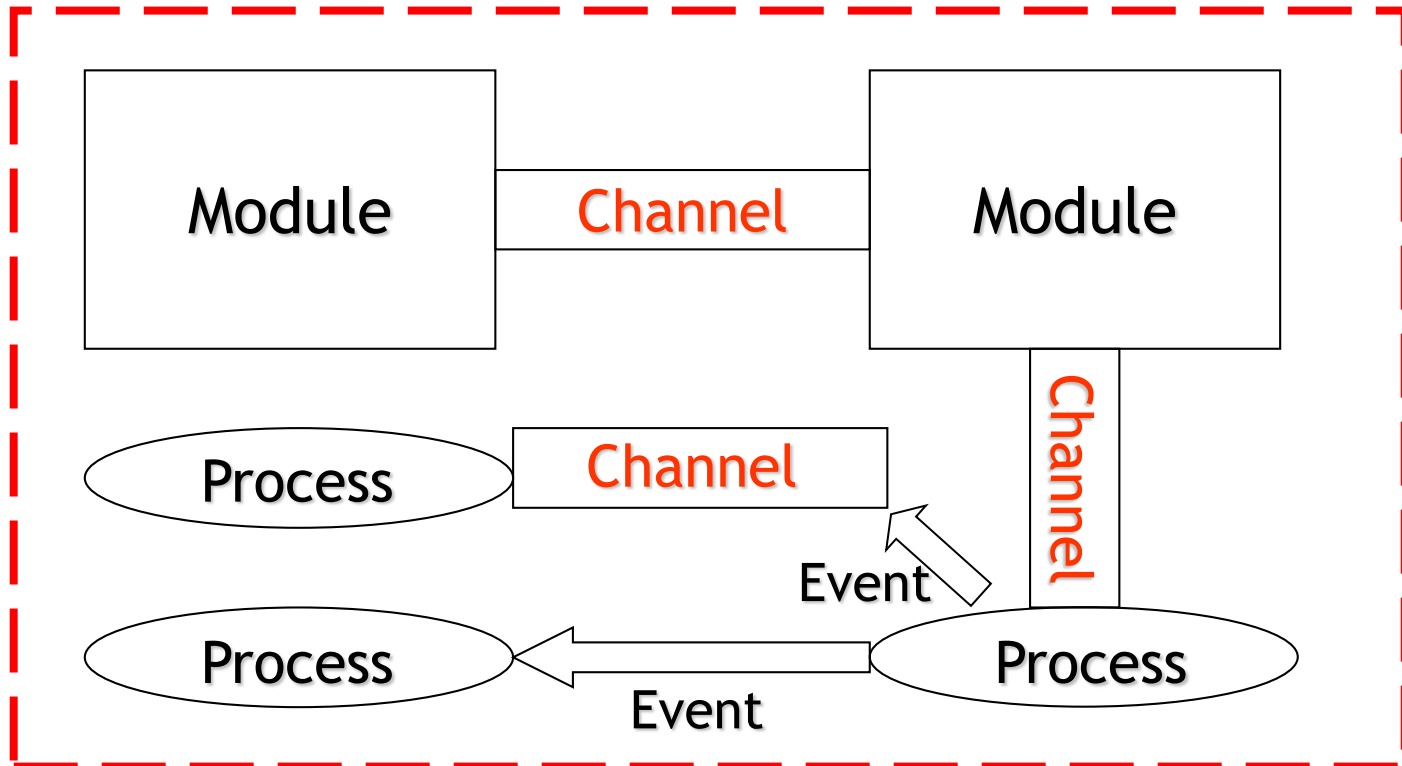 Module
Channel
Module
Channel
Process
Channel
Event
Process
Event
Process